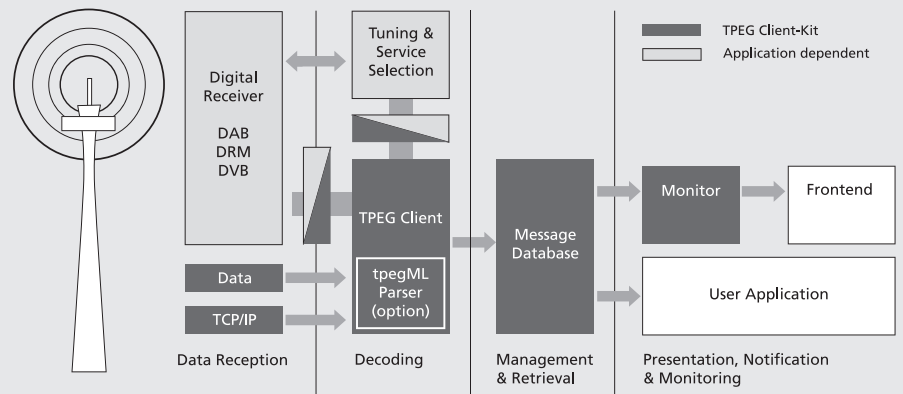 Digital
Receiver
DAB
DRM
DVB
Data
TCP/IP
Data Reception
Tuning &
Service
Selection
TPEG Client
tpegML
Parser
(option)
Decoding
Message
Database
Management
& Retrieval
TPEG Client-Kit
Application dependent
Monitor
Frontend
User Application
Presentation, Notification
& Monitoring